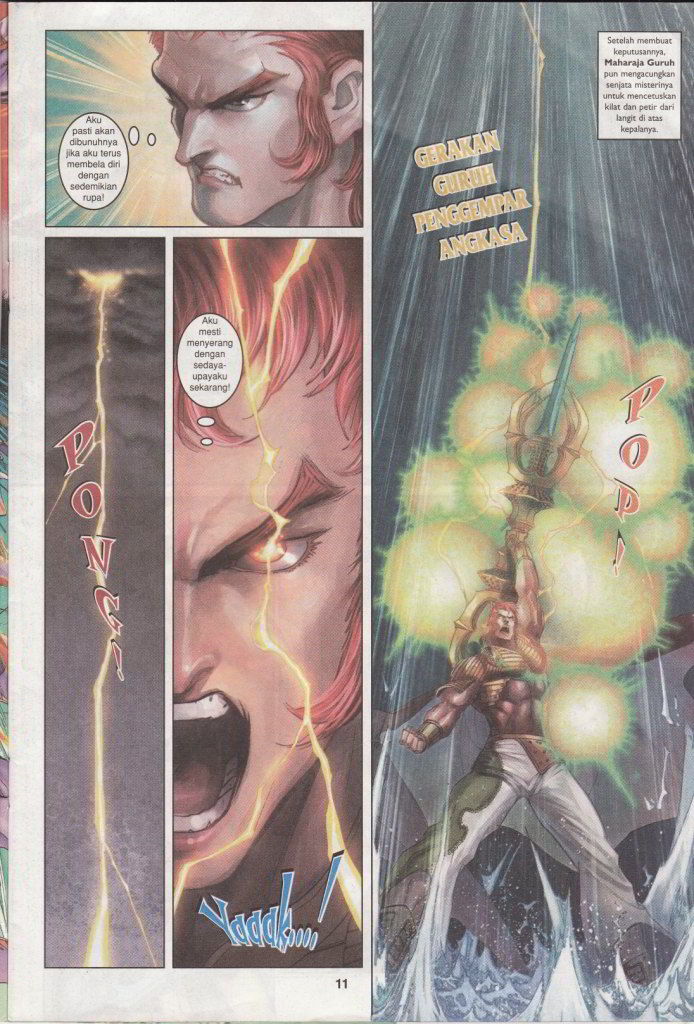 Aku
pasti akan
dibunuhnya
jika aku terus
membela diri
dengan
sedemikian
rupa!
PONG!
Aku
mesti
menyerang
dengan
sedaya-
upayaku
sekarang!
Yaaak....!
11
Setelah membuat
keputusannya,
Maharaja Guruh
pun mengacungkan
senjata misterinya
untuk mencetuskan
kilat dan petir dari
langit di atas
kepalanya.
GERAKAN
GURUH
PENGGEMPAR
ANGKASA
POP!